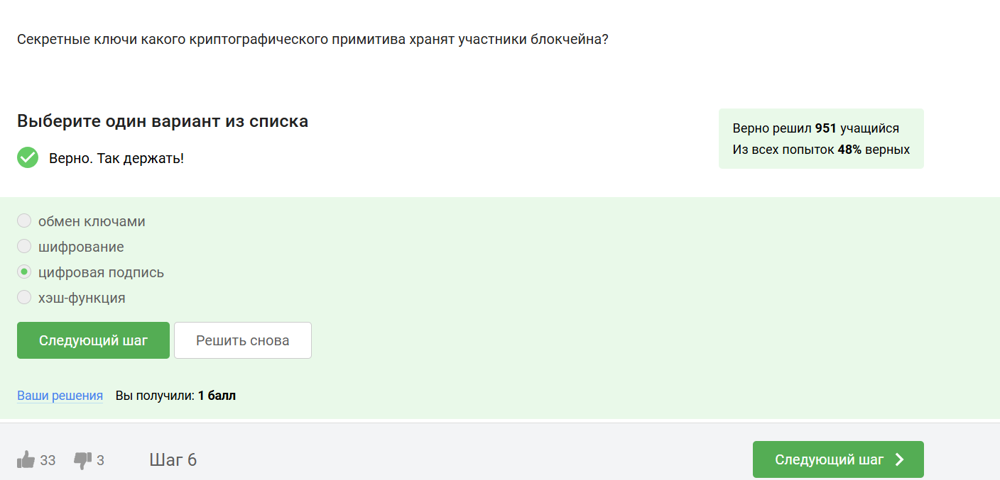 Секретные ключи какого криптографического примитива хранят участники блокчейна?
Выберите один вариант из списка
Верно. Так держать!
Верно решил 951 учащийся
Из всех попыток 48% верных
обмен ключами
шифрование
цифровая подпись
хэш-функция
Следующий шаг
Решить снова
Ваши решения Вы получили: 1 балл
33 3 Шаг 6 Следующий шаг